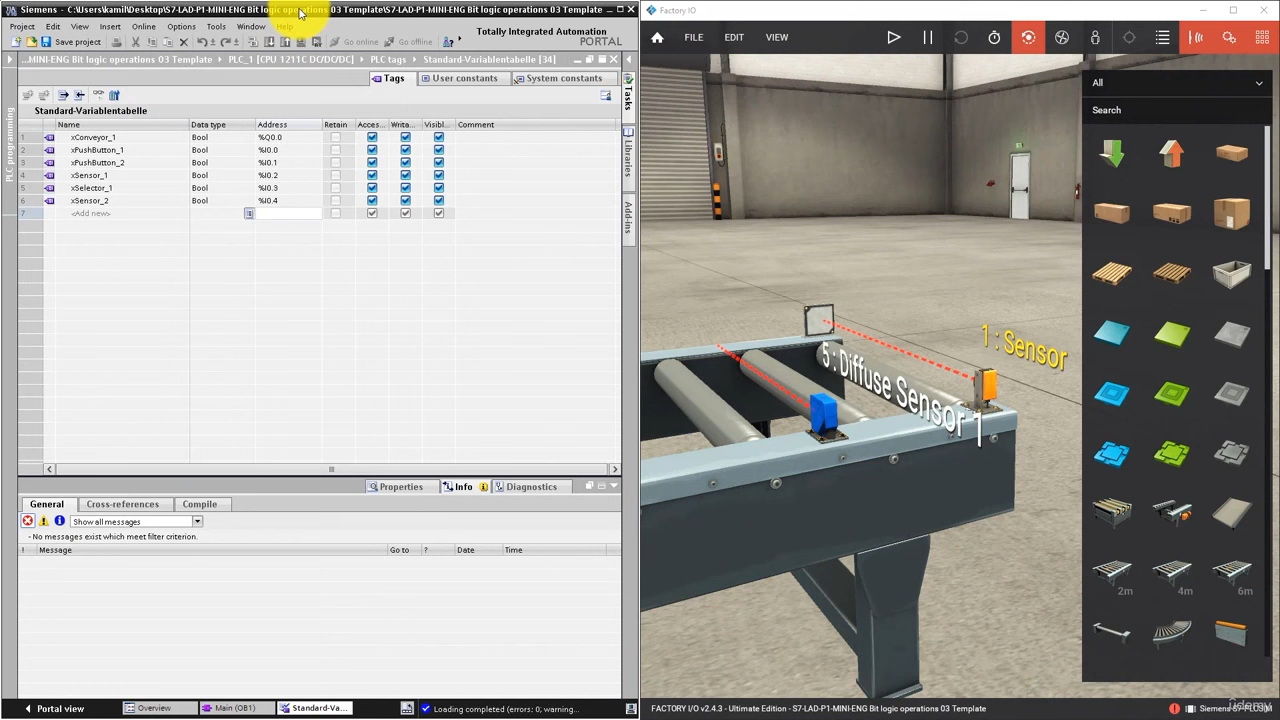 Siemens - C:\Users\kamil\Desktop\S7-LAD-P1-MINI-ENG Bit logic operations 03 Template\S7-LAD-P1-MINI-ENG Bit logic operations 03 Template
Project Edit View Insert Online Options Tools Window Help
Totally Integrated Automation
PORTAL
Save project Go online Go offline
...MINI-ENG Bit logic operations 03 Template PLC_1 [CPU 1211C DC/DC/DC] PLC tags Standard-Variablentabelle [34]
Tags User constants System constants
Standard-Variablentabelle
Name Data type Address Retain Acces... Writa... Visibl... Comment
1 xConveyor_1 Bool %Q0.0
2 xPushButton_1 Bool %I0.0
3 xPushButton_2 Bool %I0.1
4 xSensor_1 Bool %I0.2
5 xSelector_1 Bool %I0.3
6 xSensor_2 Bool %I0.4
7 <Add new>
PLC programming
Tasks
Libraries
Add-ins
Properties Info Diagnostics
General Cross-references Compile
Show all messages
- No messages exist which meet filter criterion.
! Message Go to ? Date Time
Portal view Overview Main (OB1) Standard-Va... Loading completed (errors: 0; warning...
Factory IO
FILE EDIT VIEW
All
Search
1 : Sensor
5 : Diffuse Sensor 1
2m 4m 6m
FACTORY I/O v2.4.3 - Ultimate Edition - S7-LAD-P1-MINI-ENG Bit logic operations 03 Template